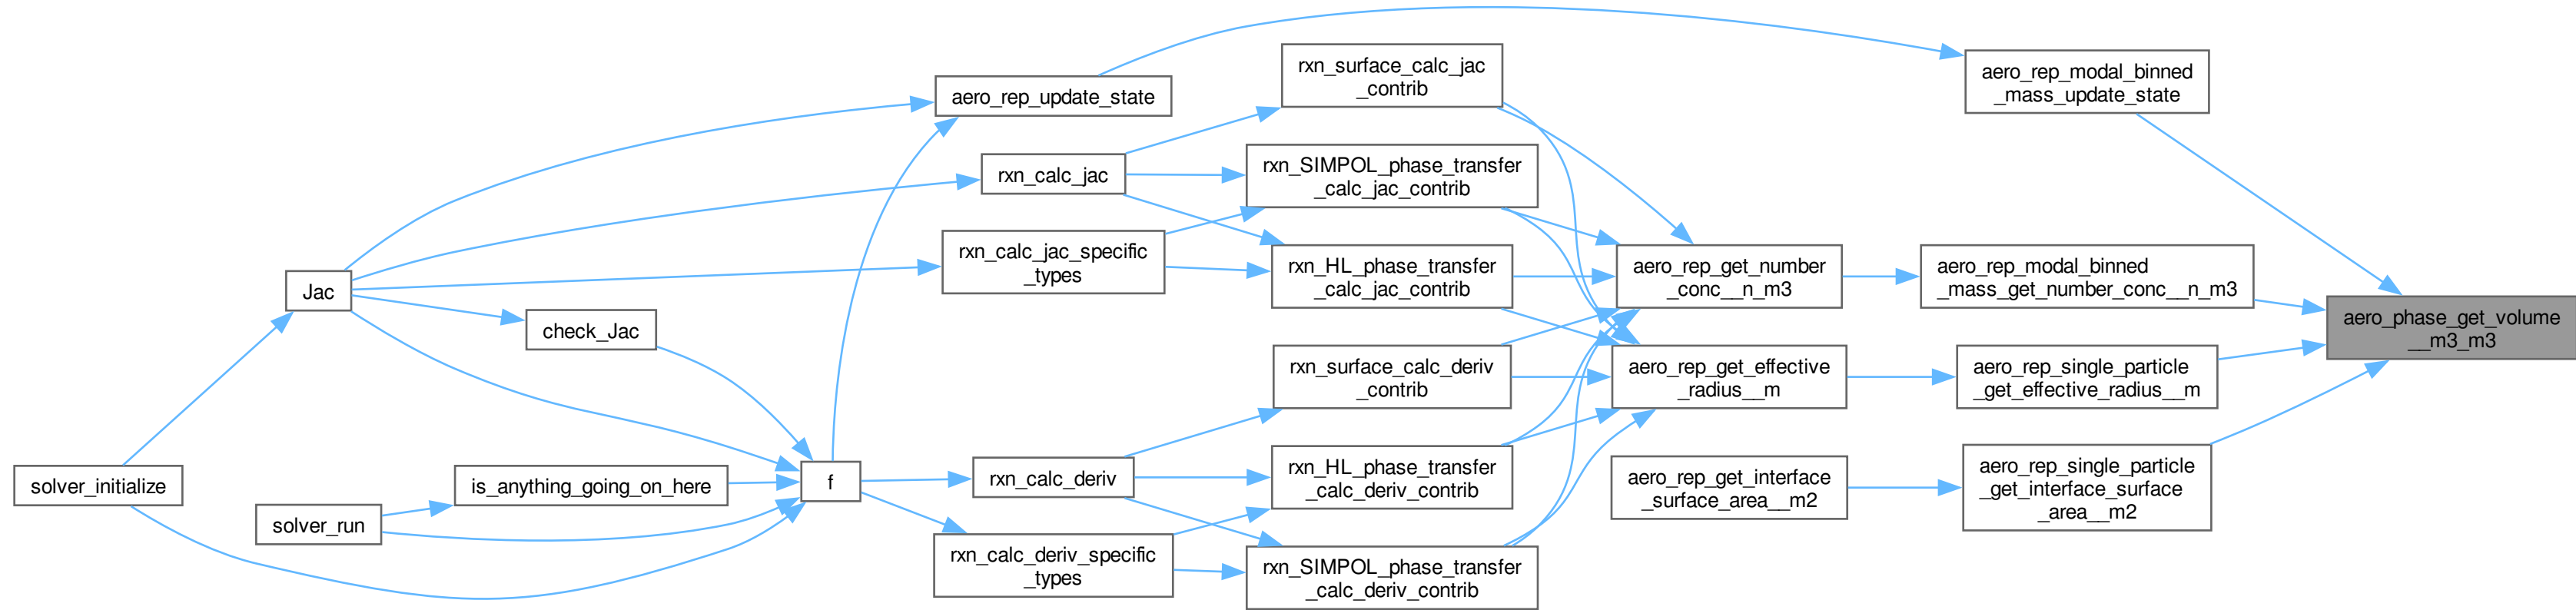 solver_initialize
solver_run
Jac
is_anything_going_on_here
check_Jac
f
aero_rep_update_state
rxn_calc_jac
rxn_calc_jac_specific
_types
rxn_calc_deriv
rxn_calc_deriv_specific
_types
rxn_surface_calc_jac
_contrib
rxn_SIMPOL_phase_transfer
_calc_jac_contrib
rxn_HL_phase_transfer
_calc_jac_contrib
rxn_surface_calc_deriv
_contrib
rxn_HL_phase_transfer
_calc_deriv_contrib
rxn_SIMPOL_phase_transfer
_calc_deriv_contrib
aero_rep_get_number
_conc__n_m3
aero_rep_get_effective
_radius__m
aero_rep_get_interface
_surface_area__m2
aero_rep_modal_binned
_mass_update_state
aero_rep_modal_binned
_mass_get_number_conc__n_m3
aero_rep_single_particle
_get_effective_radius__m
aero_rep_single_particle
_get_interface_surface
_area__m2
aero_phase_get_volume
__m3_m3